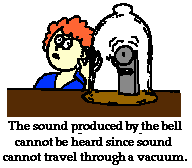 The sound produced by the bell
cannot be heard since sound
cannot travel through a vacuum.